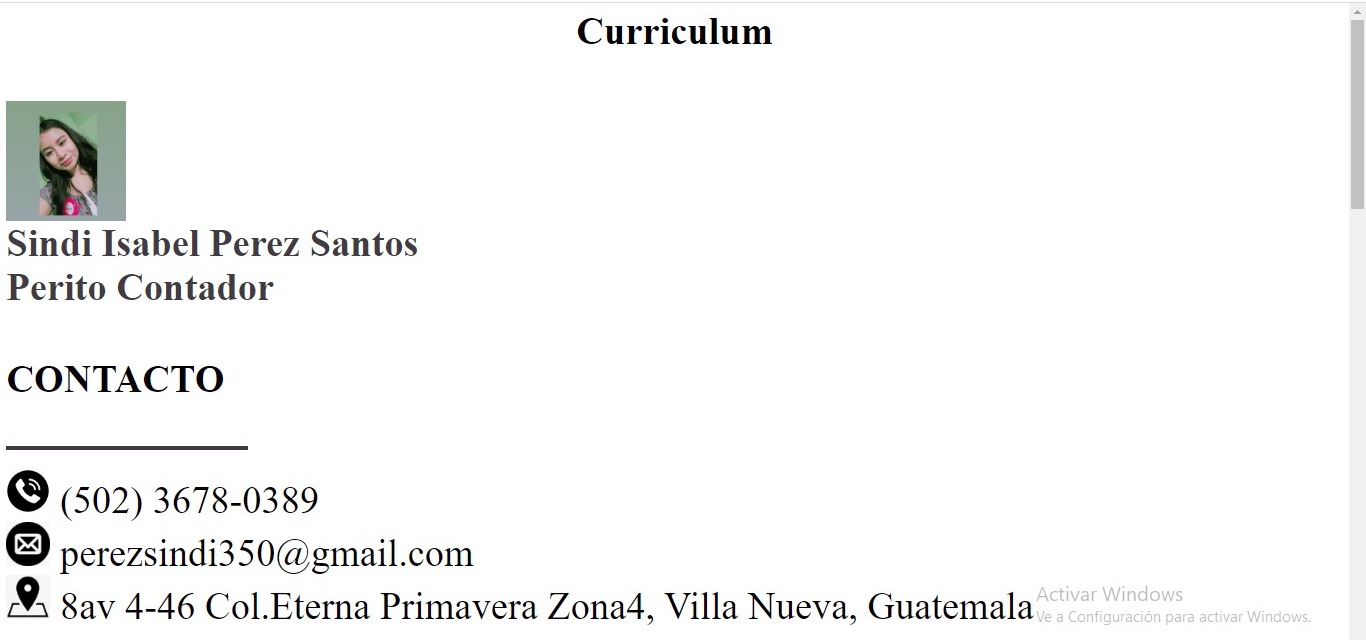 Curriculum
Sindi Isabel Perez Santos
Perito Contador
CONTACTO
(502) 3678-0389
perezsindi350@gmail.com
8av 4-46 Col.Eterna Primavera Zona4, Villa Nueva, Guatemala
Activar Windows
Ve a Configuración para activar Windows.